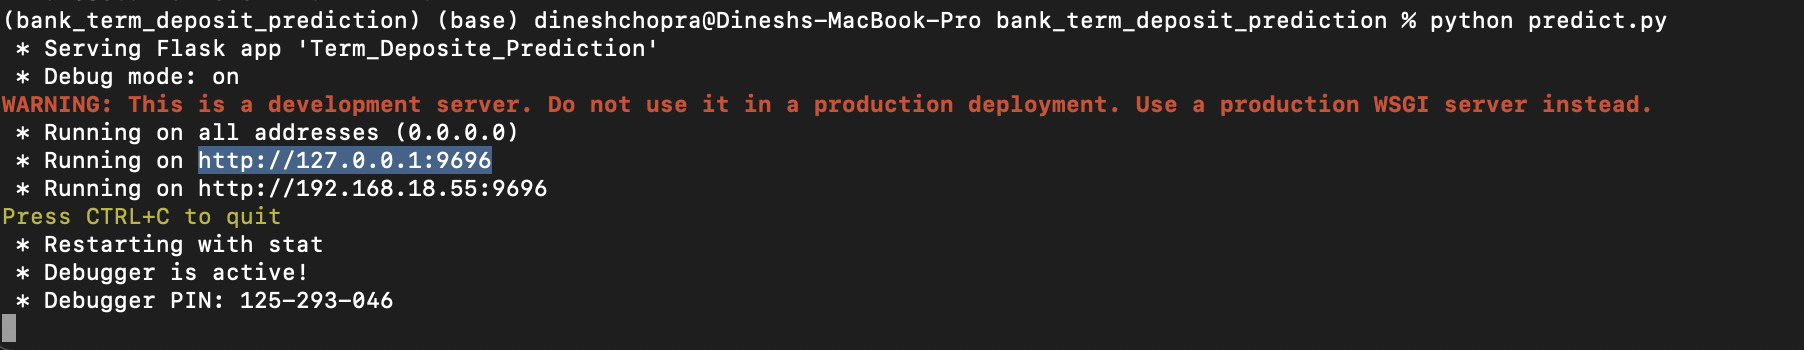 (bank_term_deposit_prediction) (base) dineshchopra@Dineshs-MacBook-Pro bank_term_deposit_prediction % python predict.py
* Serving Flask app 'Term_Deposite_Prediction'
* Debug mode: on
WARNING: This is a development server. Do not use it in a production deployment. Use a production WSGI server instead.
* Running on all addresses (0.0.0.0)
* Running on http://127.0.0.1:9696
* Running on http://192.168.18.55:9696
Press CTRL+C to quit
* Restarting with stat
* Debugger is active!
* Debugger PIN: 125-293-046